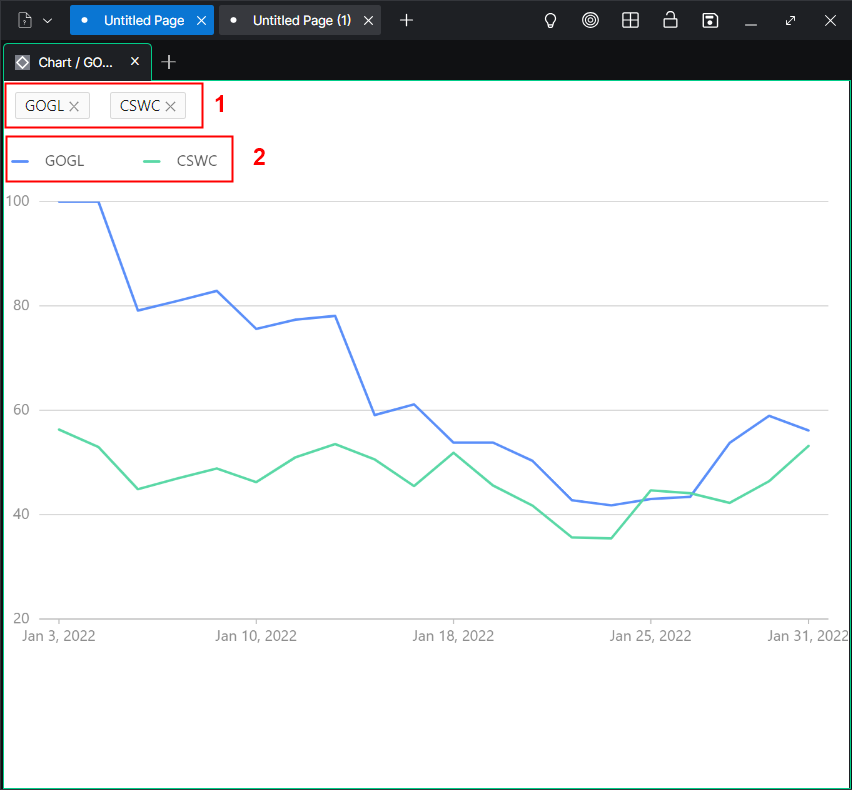 Untitled Page Untitled Page (1)
Chart / GO...
GOGL CSWC 1
GOGL CSWC 2
100
80
60
40
20
Jan 3, 2022 Jan 10, 2022 Jan 18, 2022 Jan 25, 2022 Jan 31, 2022